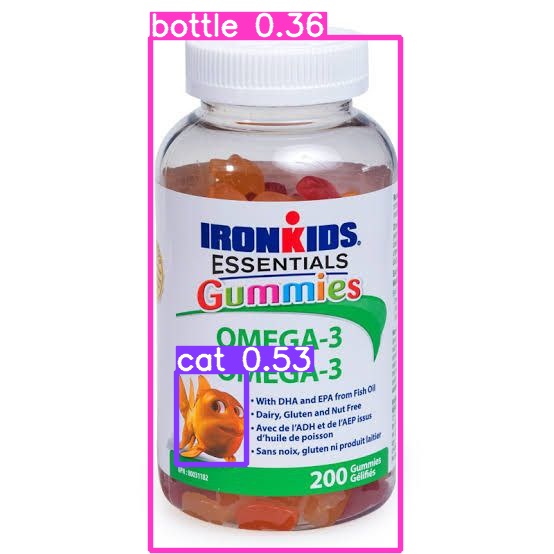 bottle 0.36
IRONKIDS®
ESSENTIALS
Gummies
OMEGA-3
cat 0.53
OMEGA-3
• With DHA and EPA from Fish Oil
• Dairy, Gluten and Nut Free
• Avec de l'ADH et de l'AEP issus
d'huile de poisson
• Sans noix, gluten ni produit laitier
200 Gummies
Gélifiés